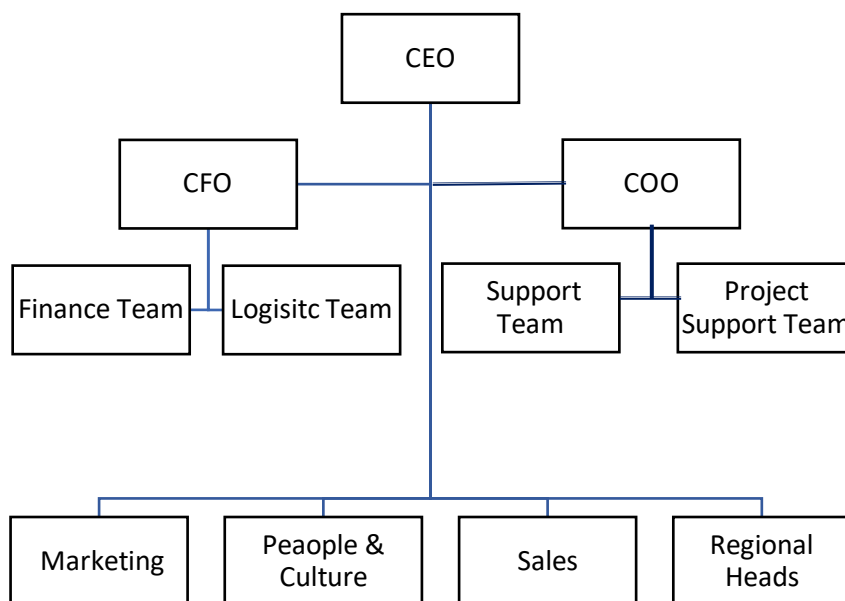 CEO
CFO
COO
Finance Team
Logisitc Team
Support
Team
Project
Support Team
Marketing
Peaople &
Culture
Sales
Regional
Heads